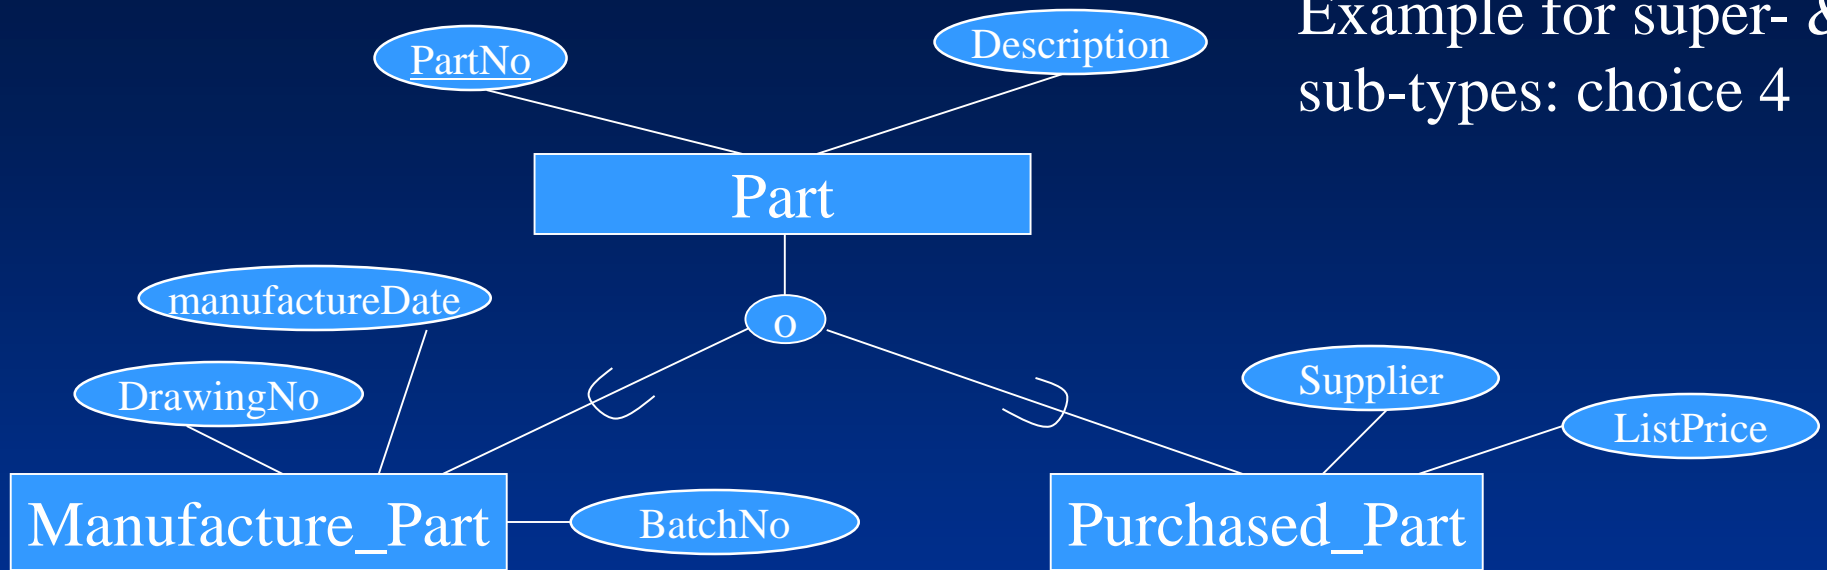 Example for super- &
sub-types: choice 4
PartNo
Description
Part
manufactureDate
o
DrawingNo
Supplier
ListPrice
Manufacture_Part
BatchNo
Purchased_Part